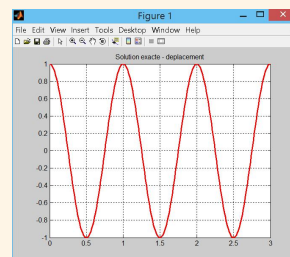 Figure 1
File Edit View Insert Tools Desktop Window Help
Solution exacte - deplacement
1
0.8
0.6
0.4
0.2
0
-0.2
-0.4
-0.6
-0.8
-1
0 0.5 1 1.5 2 2.5 3